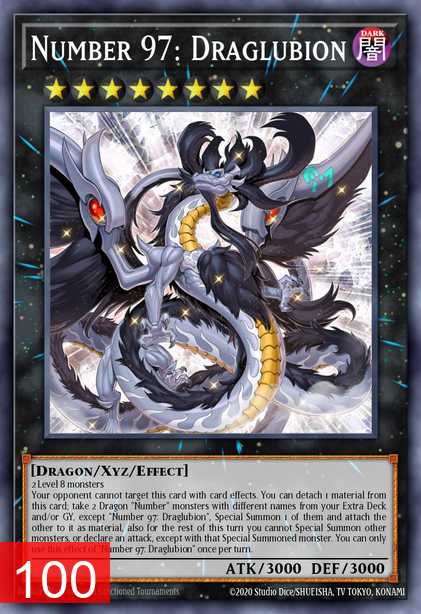 NUMBER 97: DRAGLUBION
DARK
闇
97
[DRAGON/XYZ/EFFECT]
2 Level 8 monsters
Your opponent cannot target this card with card effects. You can detach 1 material from
this card; take 2 Dragon "Number" monsters with different names from your Extra Deck
and/or GY, except "Number 97: Draglubion", Special Summon 1 of them and attach the
other to it as material, also for the rest of this turn you cannot Special Summon other
monsters, or declare an attack, except with that Special Summoned monster. You can only
use this effect of "Number 97: Draglubion" once per turn.
ATK/3000 DEF/3000
100
Sanctioned Tournaments
©2020 Studio Dice/SHUEISHA, TV TOKYO, KONAMI